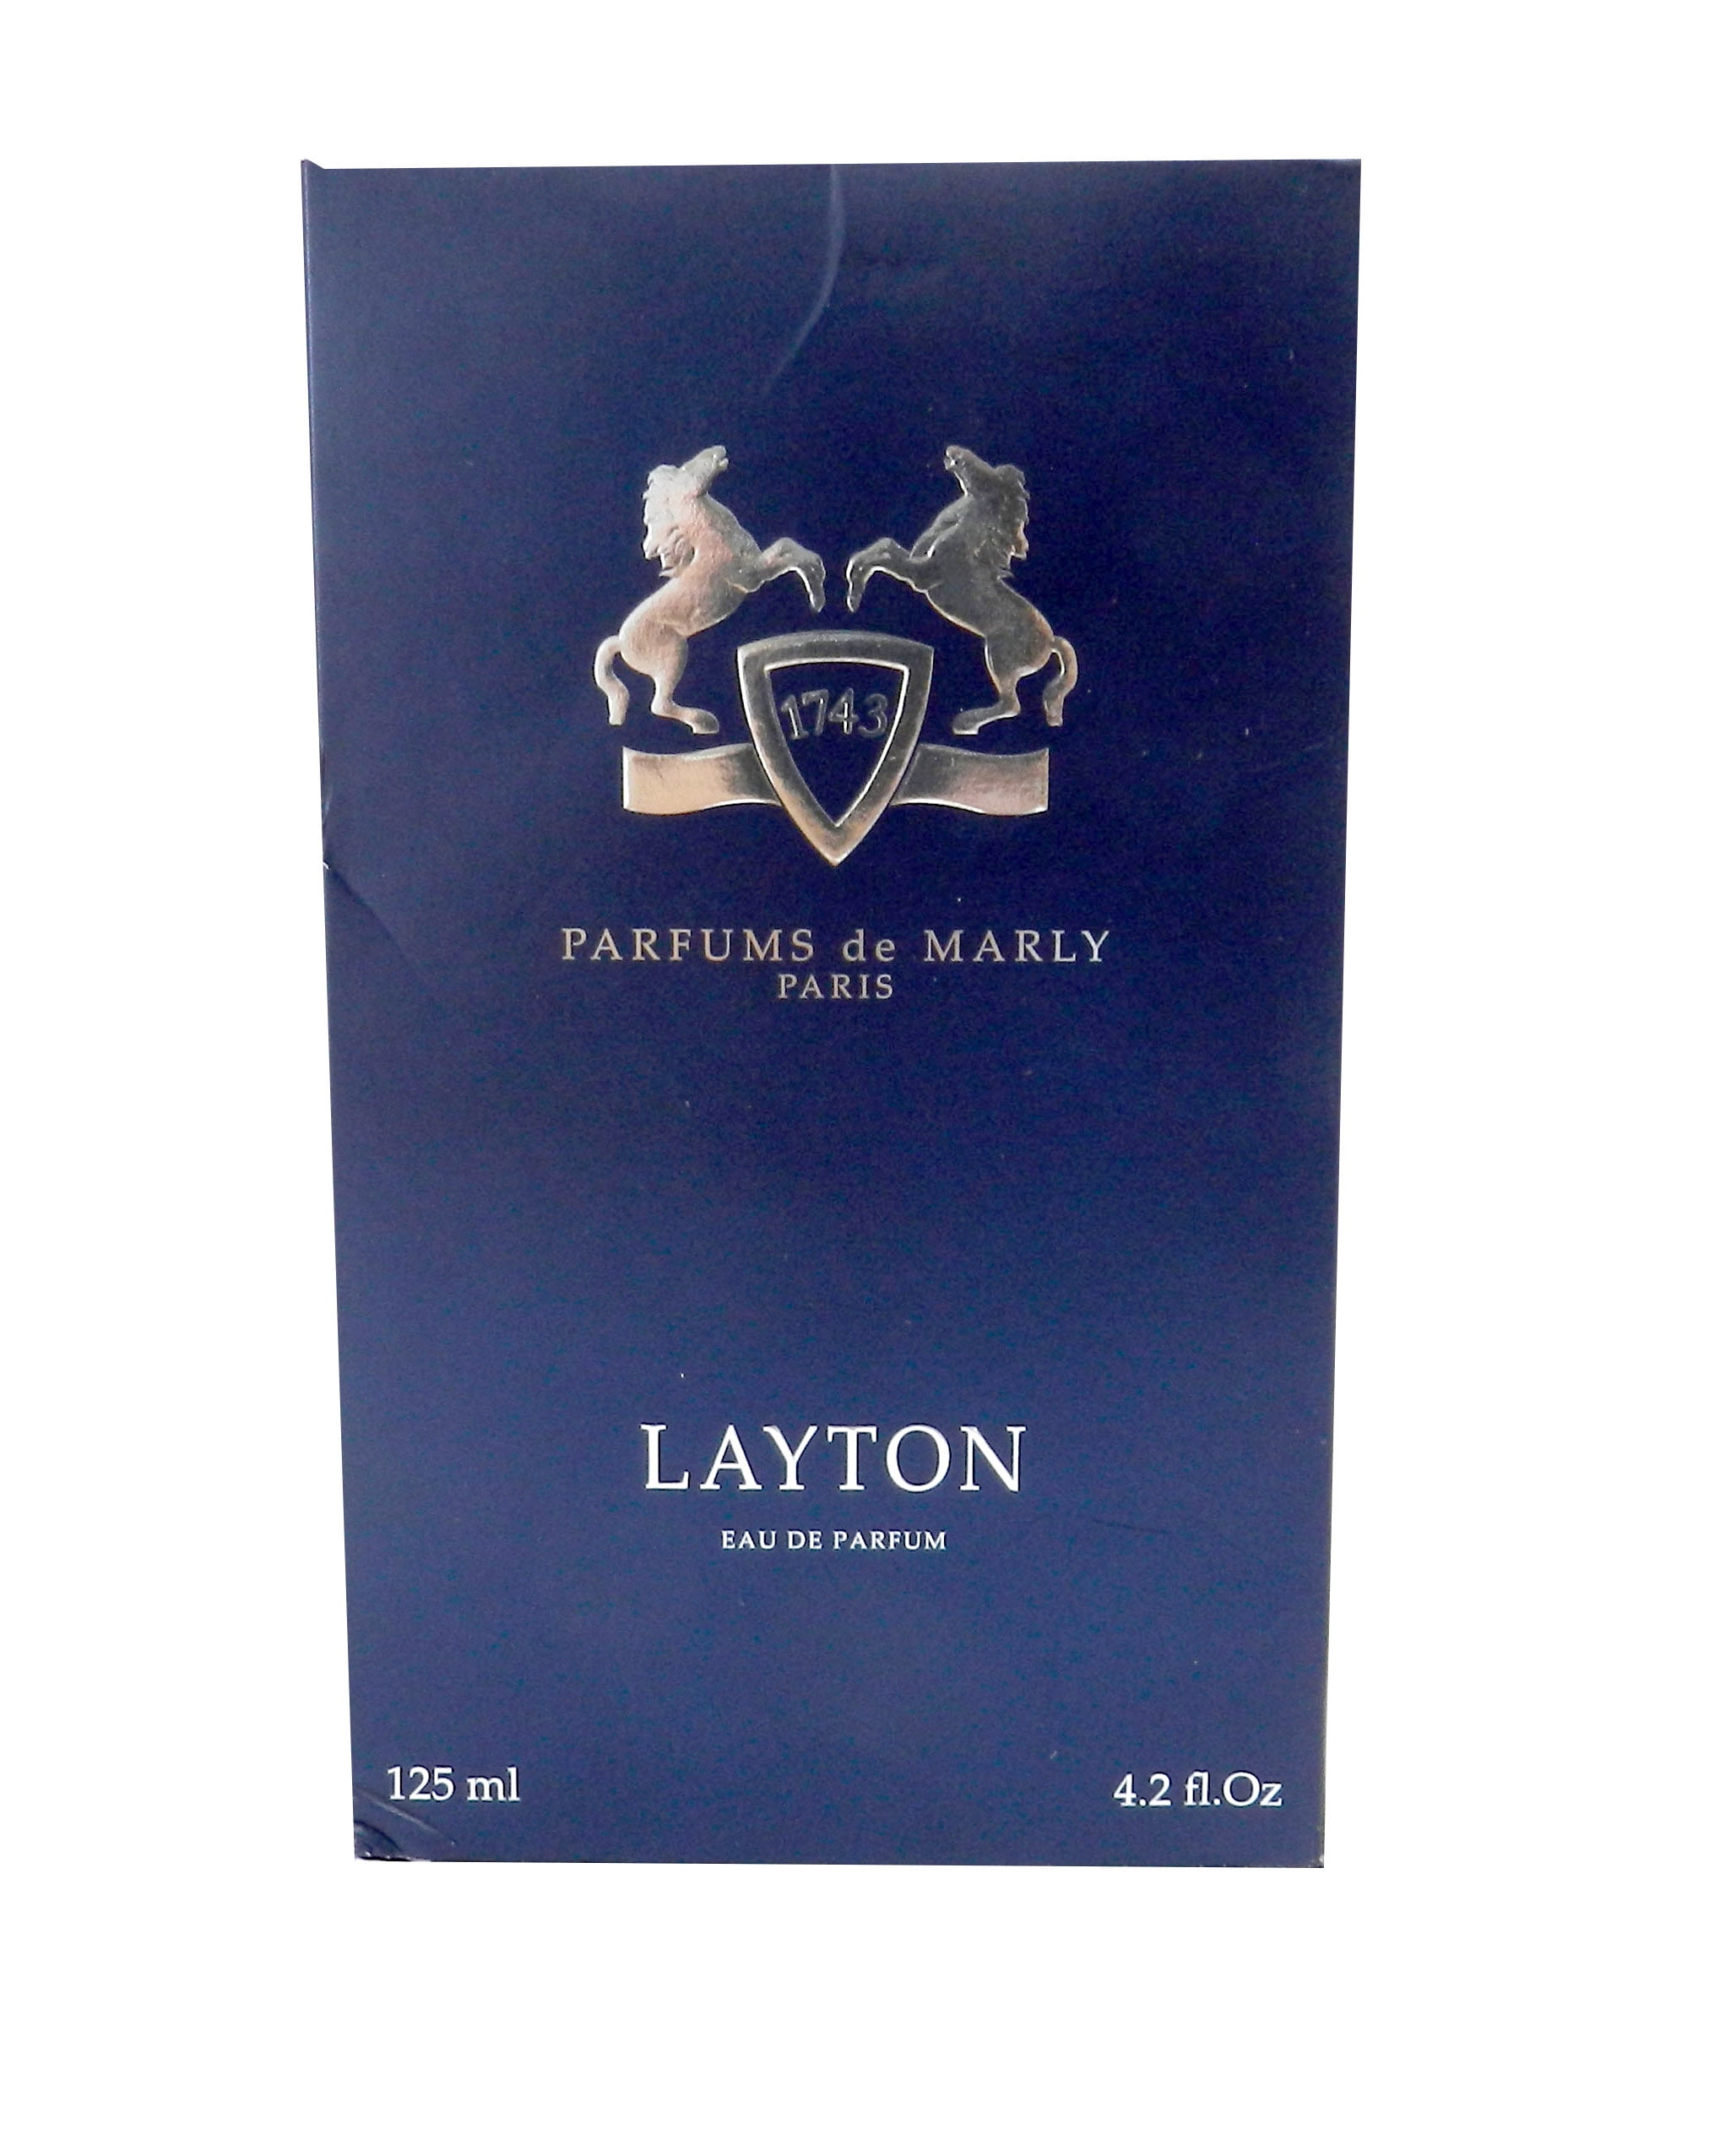 1743
PARFUMS de MARLY
PARIS
LAYTON
EAU DE PARFUM
125 ml
4.2 fl.Oz